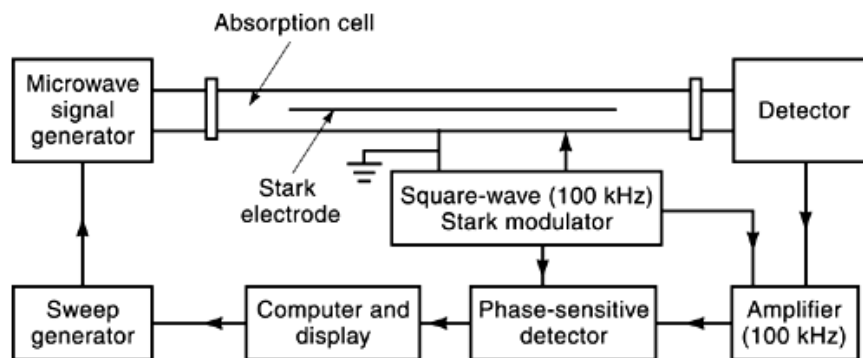 Absorption cell
Microwave
signal
generator
Detector
Stark
electrode
Square-wave (100 kHz)
Stark modulator
Sweep
generator
Computer and
display
Phase-sensitive
detector
Amplifier
(100 kHz)